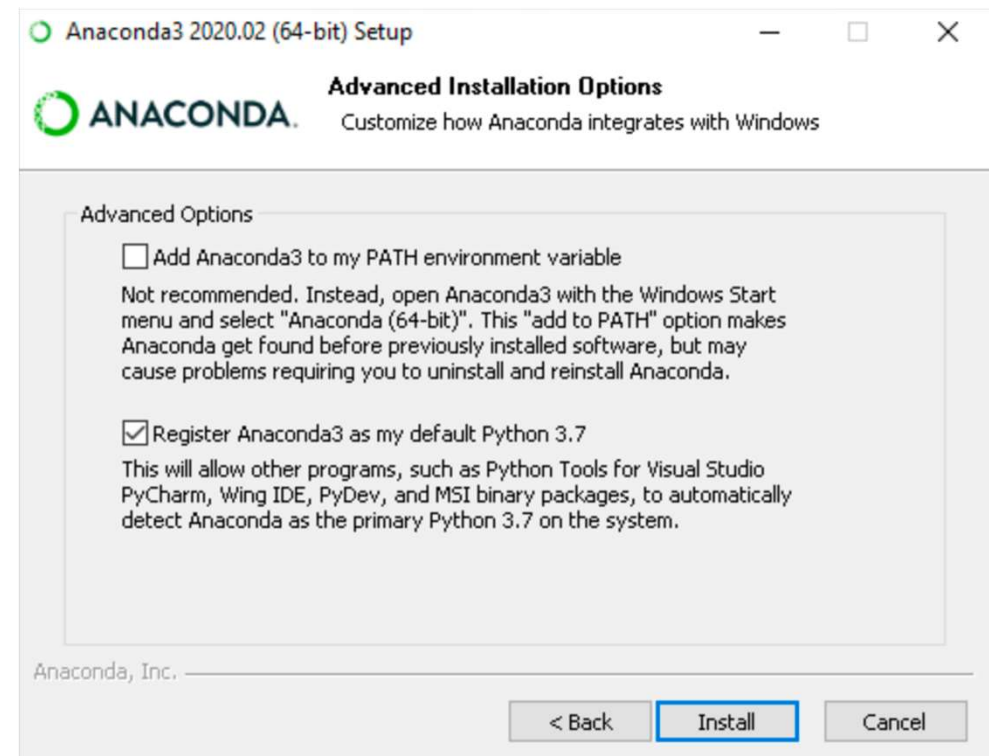 Anaconda3 2020.02 (64-bit) Setup
ANACONDA.
Advanced Installation Options
Customize how Anaconda integrates with Windows
Advanced Options
Add Anaconda3 to my PATH environment variable
Not recommended. Instead, open Anaconda3 with the Windows Start
menu and select "Anaconda (64-bit)". This "add to PATH" option makes
Anaconda get found before previously installed software, but may
cause problems requiring you to uninstall and reinstall Anaconda.
Register Anaconda3 as my default Python 3.7
This will allow other programs, such as Python Tools for Visual Studio
PyCharm, Wing IDE, PyDev, and MSI binary packages, to automatically
detect Anaconda as the primary Python 3.7 on the system.
Anaconda, Inc.
< Back Install Cancel